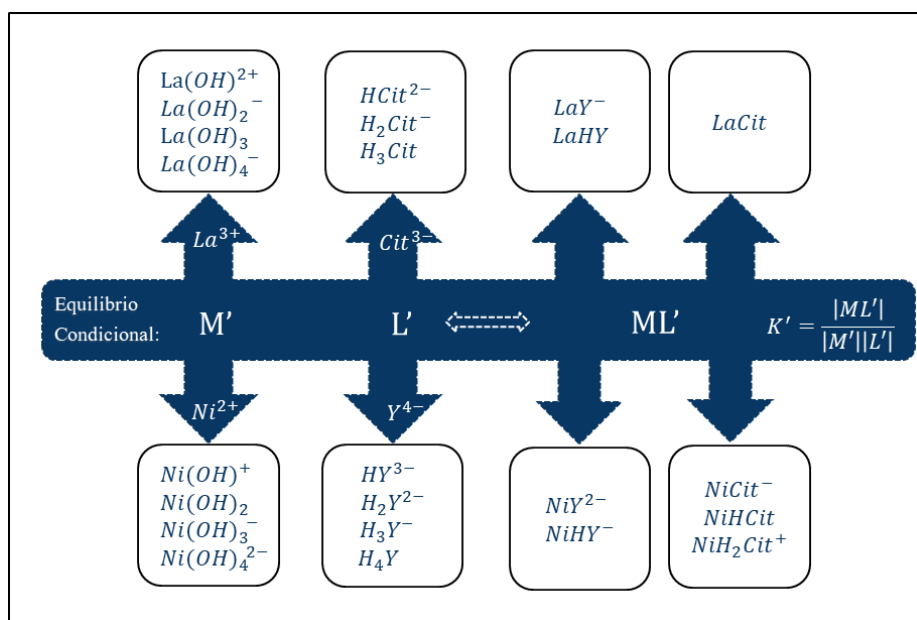 La(OH)²⁺
La(OH)₂⁻
La(OH)₃
La(OH)₄⁻
HCit²⁻
H₂Cit⁻
H₃Cit
LaY⁻
LaHY
LaCit
La³⁺
Cit³⁻
Equilibrio
Condicional:
M’
L’
ML’
K′ = |ML′| / |M′||L′|
Ni²⁺
Y⁴⁻
Ni(OH)⁺
Ni(OH)₂
Ni(OH)₃⁻
Ni(OH)₄²⁻
HY³⁻
H₂Y²⁻
H₃Y⁻
H₄Y
NiY²⁻
NiHY⁻
NiCit⁻
NiHCit
NiH₂Cit⁺